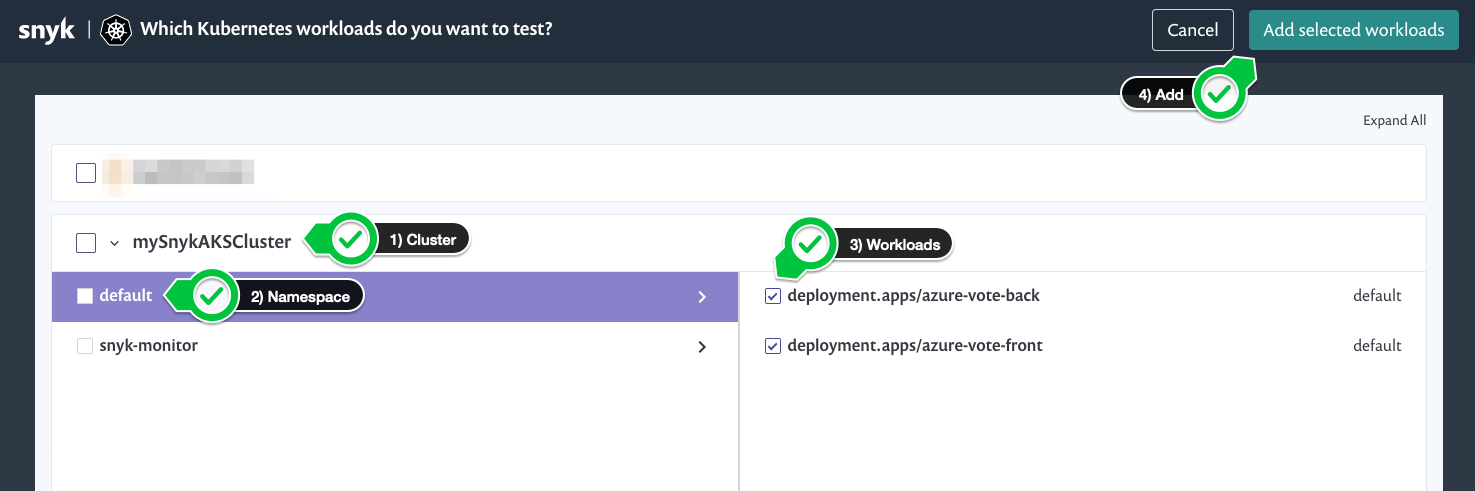 snyk | Which Kubernetes workloads do you want to test? Cancel Add selected workloads
4) Add
Expand All
mySnykAKSCluster 1) Cluster 3) Workloads
default 2) Namespace deployment.apps/azure-vote-back default
snyk-monitor deployment.apps/azure-vote-front default